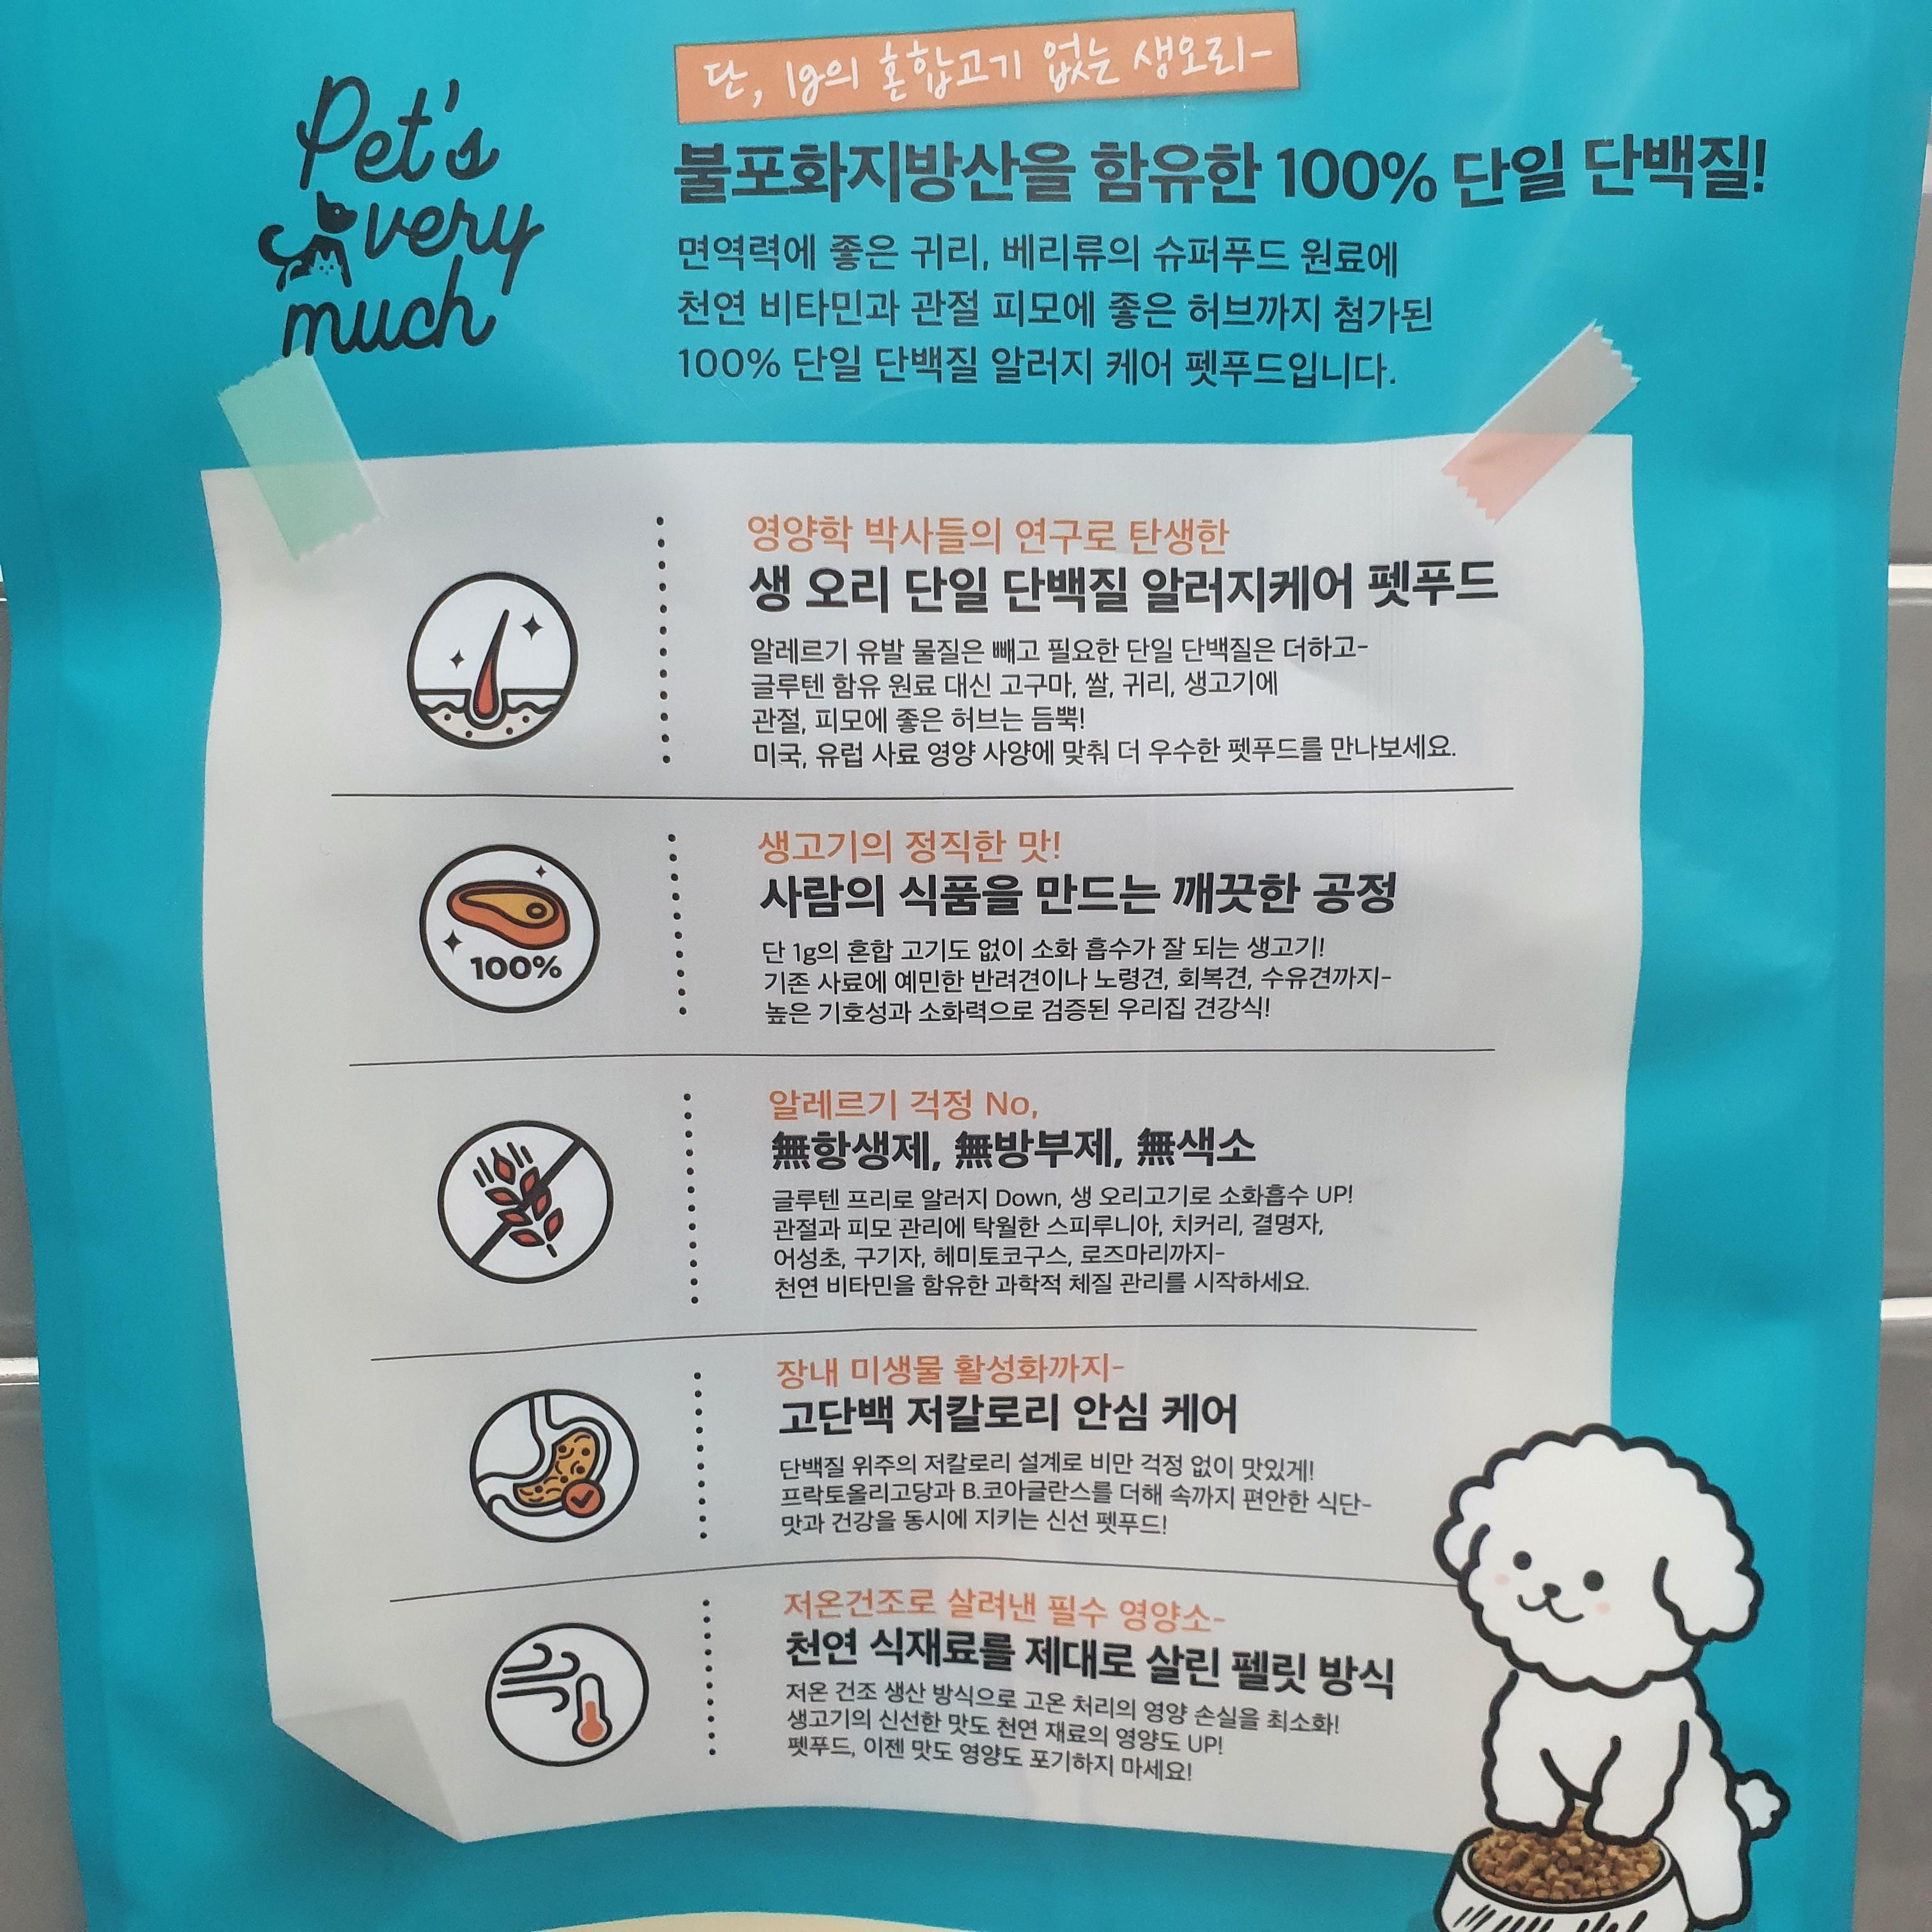 Pet's
very
much
단, 1g의 혼합고기 없는 생오리-
불포화지방산을 함유한 100% 단일 단백질!
면역력에 좋은 귀리, 베리류의 슈퍼푸드 원료에
천연 비타민과 관절 피모에 좋은 허브까지 첨가된
100% 단일 단백질 알러지 케어 펫푸드입니다.
영양학 박사들의 연구로 탄생한
생 오리 단일 단백질 알러지케어 펫푸드
알레르기 유발 물질은 빼고 필요한 단일 단백질은 더하고-
글루텐 함유 원료 대신 고구마, 쌀, 귀리, 생고기에
관절, 피모에 좋은 허브는 듬뿍!
미국, 유럽 사료 영양 사양에 맞춰 더 우수한 펫푸드를 만나보세요.
100%
생고기의 정직한 맛!
사람의 식품을 만드는 깨끗한 공정
단 1g의 혼합 고기도 없이 소화 흡수가 잘 되는 생고기!
기존 사료에 예민한 반려견이나 노령견, 회복견, 수유견까지-
높은 기호성과 소화력으로 검증된 우리집 견강식!
알레르기 걱정 No,
無항생제, 無방부제, 無색소
글루텐 프리로 알러지 Down, 생 오리고기로 소화흡수 UP!
관절과 피모 관리에 탁월한 스피루니아, 치커리, 결명자,
어성초, 구기자, 헤미토코구스, 로즈마리까지-
천연 비타민을 함유한 과학적 체질 관리를 시작하세요.
장내 미생물 활성화까지-
고단백 저칼로리 안심 케어
단백질 위주의 저칼로리 설계로 비만 걱정 없이 맛있게!
프락토올리고당과 B.코아글란스를 더해 속까지 편안한 식단-
맛과 건강을 동시에 지키는 신선 펫푸드!
저온건조로 살려낸 필수 영양소-
천연 식재료를 제대로 살린 펠릿 방식
저온 건조 생산 방식으로 고온 처리의 영양 손실을 최소화!
생고기의 신선한 맛도 천연 재료의 영양도 UP!
펫푸드, 이젠 맛도 영양도 포기하지 마세요!